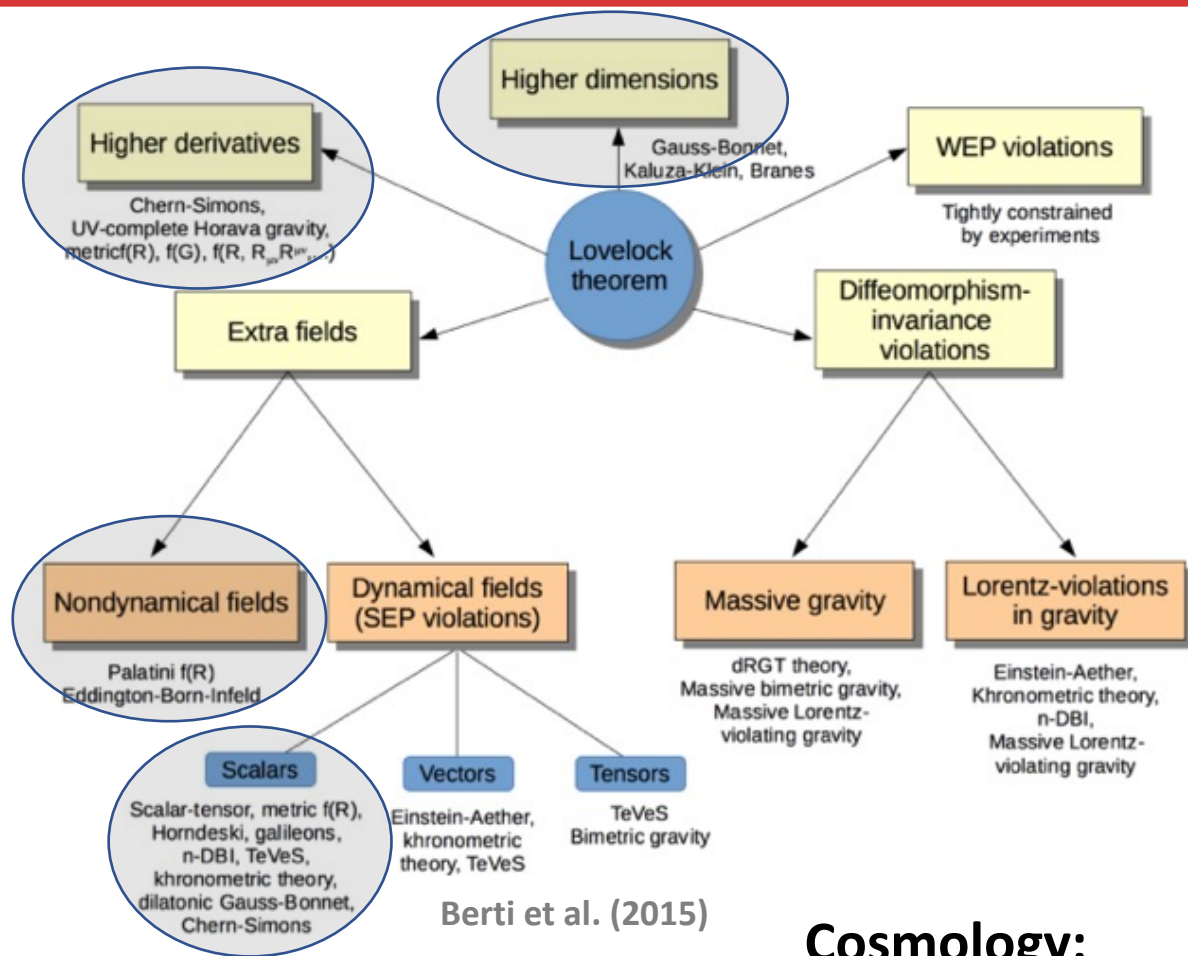 Higher dimensions
Gauss-Bonnet,
Kaluza-Klein, Branes
Higher derivatives
Chern-Simons,
UV-complete Horava gravity,
metricf(R), f(G), f(R, RμνRμν,...)
WEP violations
Tightly constrained
by experiments
Lovelock
theorem
Extra fields
Diffeomorphism-
invariance
violations
Nondynamical fields
Palatini f(R)
Eddington-Born-Infeld
Dynamical fields
(SEP violations)
Massive gravity
dRGT theory,
Massive bimetric gravity,
Massive Lorentz-
violating gravity
Lorentz-violations
in gravity
Einstein-Aether,
Khronometric theory,
n-DBI,
Massive Lorentz-
violating gravity
Scalars
Scalar-tensor, metric f(R),
Horndeski, galileons,
n-DBI, TeVeS,
khronometric theory,
dilatonic Gauss-Bonnet,
Chern-Simons
Vectors
Einstein-Aether,
khronometric
theory, TeVeS
Tensors
TeVeS
Bimetric gravity
Berti et al. (2015)
Cosmology: